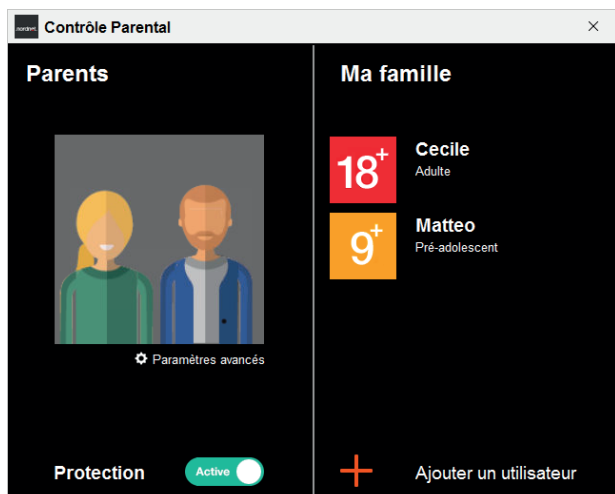 nordnet.
Contrôle Parental
Parents
Ma famille
18+
Cecile
Adulte
9+
Matteo
Pré-adolescent
Paramètres avancés
Protection
Active
Ajouter un utilisateur